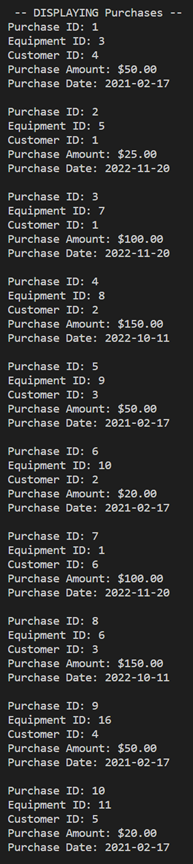 -- DISPLAYING Purchases --
Purchase ID: 1
Equipment ID: 3
Customer ID: 4
Purchase Amount: $50.00
Purchase Date: 2021-02-17
Purchase ID: 2
Equipment ID: 5
Customer ID: 1
Purchase Amount: $25.00
Purchase Date: 2022-11-20
Purchase ID: 3
Equipment ID: 7
Customer ID: 1
Purchase Amount: $100.00
Purchase Date: 2022-11-20
Purchase ID: 4
Equipment ID: 8
Customer ID: 2
Purchase Amount: $150.00
Purchase Date: 2022-10-11
Purchase ID: 5
Equipment ID: 9
Customer ID: 3
Purchase Amount: $50.00
Purchase Date: 2021-02-17
Purchase ID: 6
Equipment ID: 10
Customer ID: 2
Purchase Amount: $20.00
Purchase Date: 2021-02-17
Purchase ID: 7
Equipment ID: 1
Customer ID: 6
Purchase Amount: $100.00
Purchase Date: 2022-11-20
Purchase ID: 8
Equipment ID: 6
Customer ID: 3
Purchase Amount: $150.00
Purchase Date: 2022-10-11
Purchase ID: 9
Equipment ID: 16
Customer ID: 4
Purchase Amount: $50.00
Purchase Date: 2021-02-17
Purchase ID: 10
Equipment ID: 11
Customer ID: 5
Purchase Amount: $20.00
Purchase Date: 2021-02-17